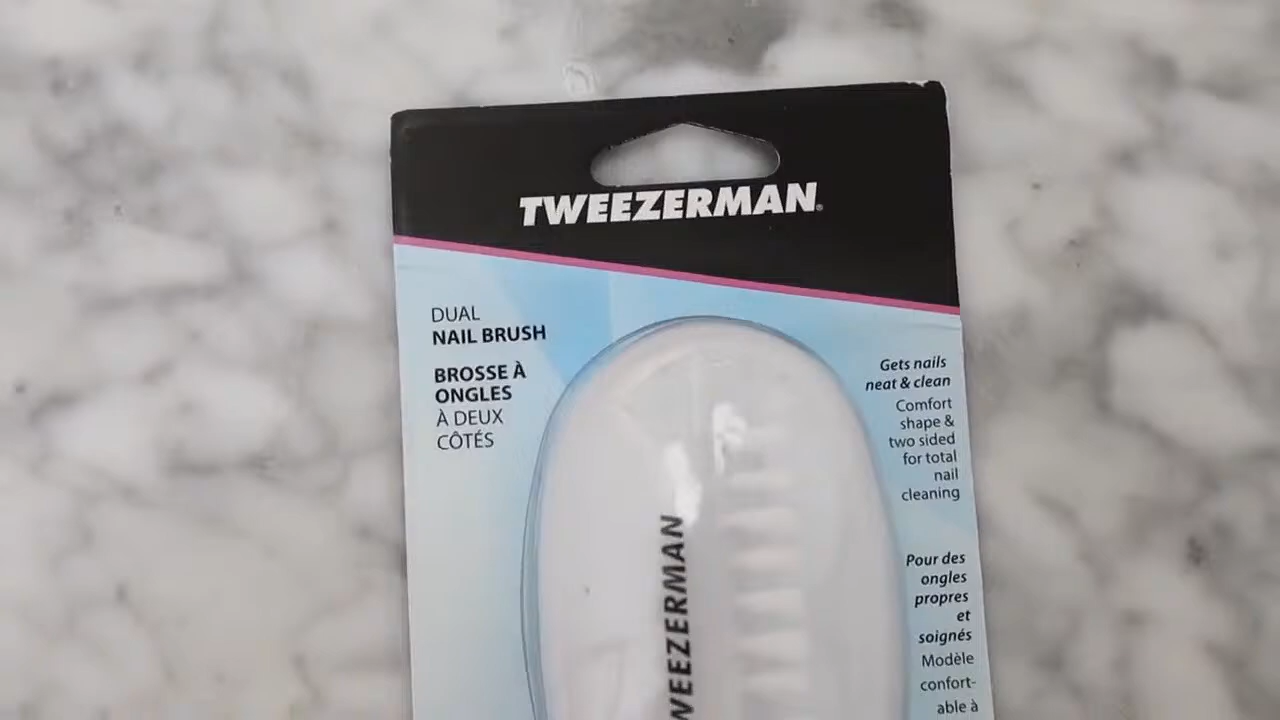 TWEEZERMAN®
DUAL
NAIL BRUSH
BROSSE À
ONGLES
À DEUX
CÔTÉS
Gets nails
neat & clean
Comfort
shape &
two sided
for total
nail
cleaning
Pour des
ongles
propres
et
soignés
Modèle
confort-
able à
WEEZERMAN